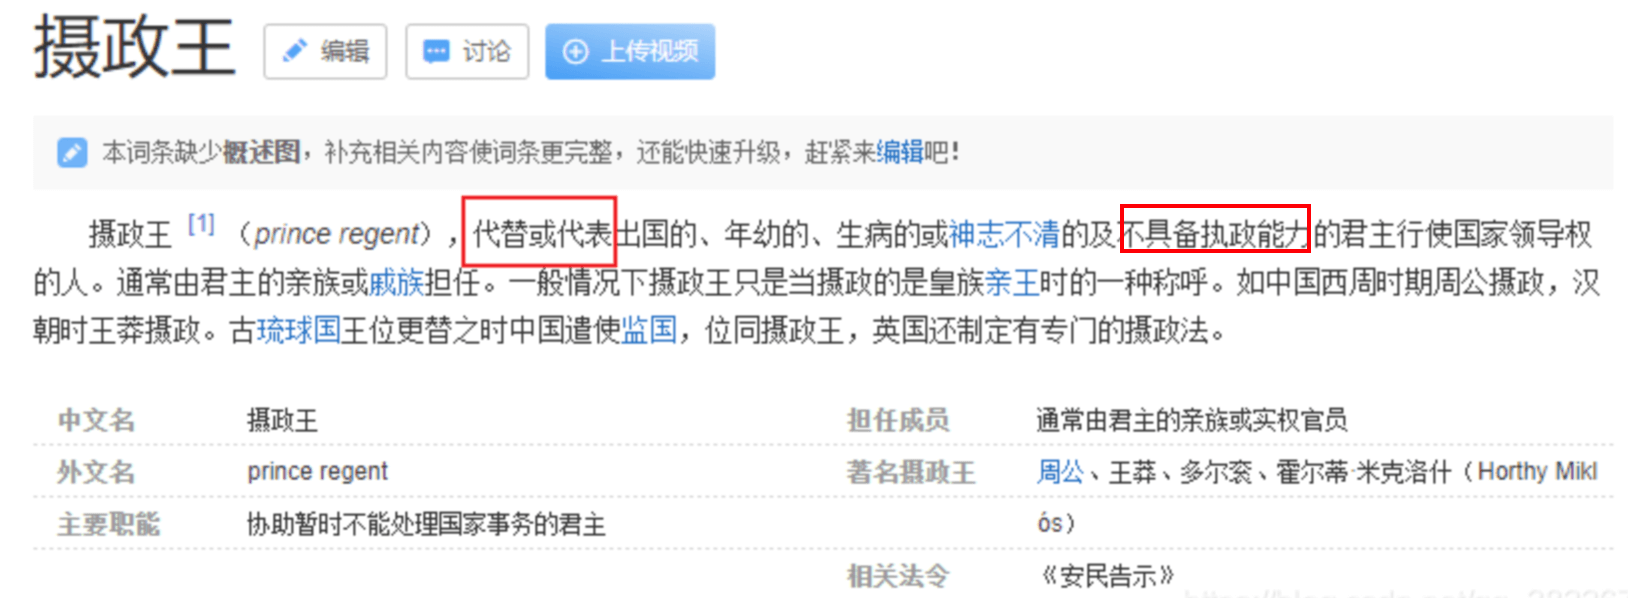 摄政王 编辑 讨论 上传视频
本词条缺少概述图，补充相关内容使词条更完整，还能快速升级，赶紧来编辑吧！
摄政王 [1] （prince regent），代替或代表出国的、年幼的、生病的或神志不清的及不具备执政能力的君主行使国家领导权
的人。通常由君主的亲族或戚族担任。一般情况下摄政王只是当摄政的是皇族亲王时的一种称呼。如中国西周时期周公摄政，汉
朝时王莽摄政。古琉球国王位更替之时中国遣使监国，位同摄政王，英国还制定有专门的摄政法。
中文名 摄政王 担任成员 通常由君主的亲族或实权官员
外文名 prince regent 著名摄政王 周公、王莽、多尔衮、霍尔蒂·米克洛什（Horthy Mikl
主要职能 协助暂时不能处理国家事务的君主 ós）
相关法令 《安民告示》